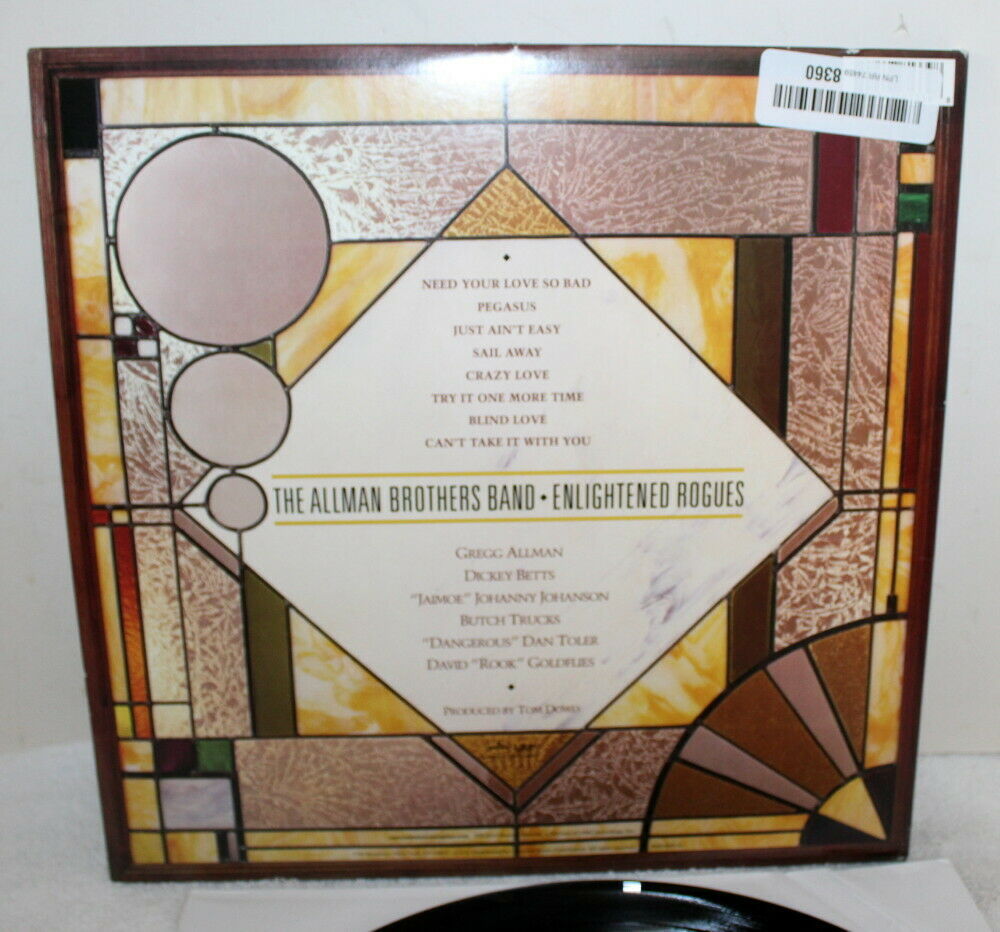 8360
NEED YOUR LOVE SO BAD
PEGASUS
JUST AIN'T EASY
SAIL AWAY
CRAZY LOVE
TRY IT ONE MORE TIME
BLIND LOVE
CAN'T TAKE IT WITH YOU
THE ALLMAN BROTHERS BAND • ENLIGHTENED ROGUES
GREGG ALLMAN
DICKEY BETTS
"JAIMOE" JOHANNY JOHANSON
BUTCH TRUCKS
"DANGEROUS" DAN TOLER
DAVID "ROOK" GOLDFLIES
PRODUCED BY TOM DOWD